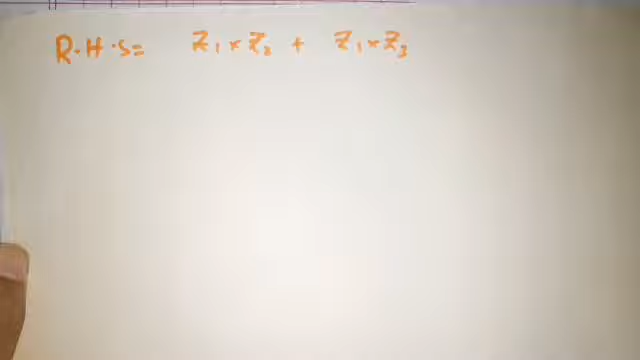 R.H.S= Z₁ × Z₂ + Z₁ × Z₃